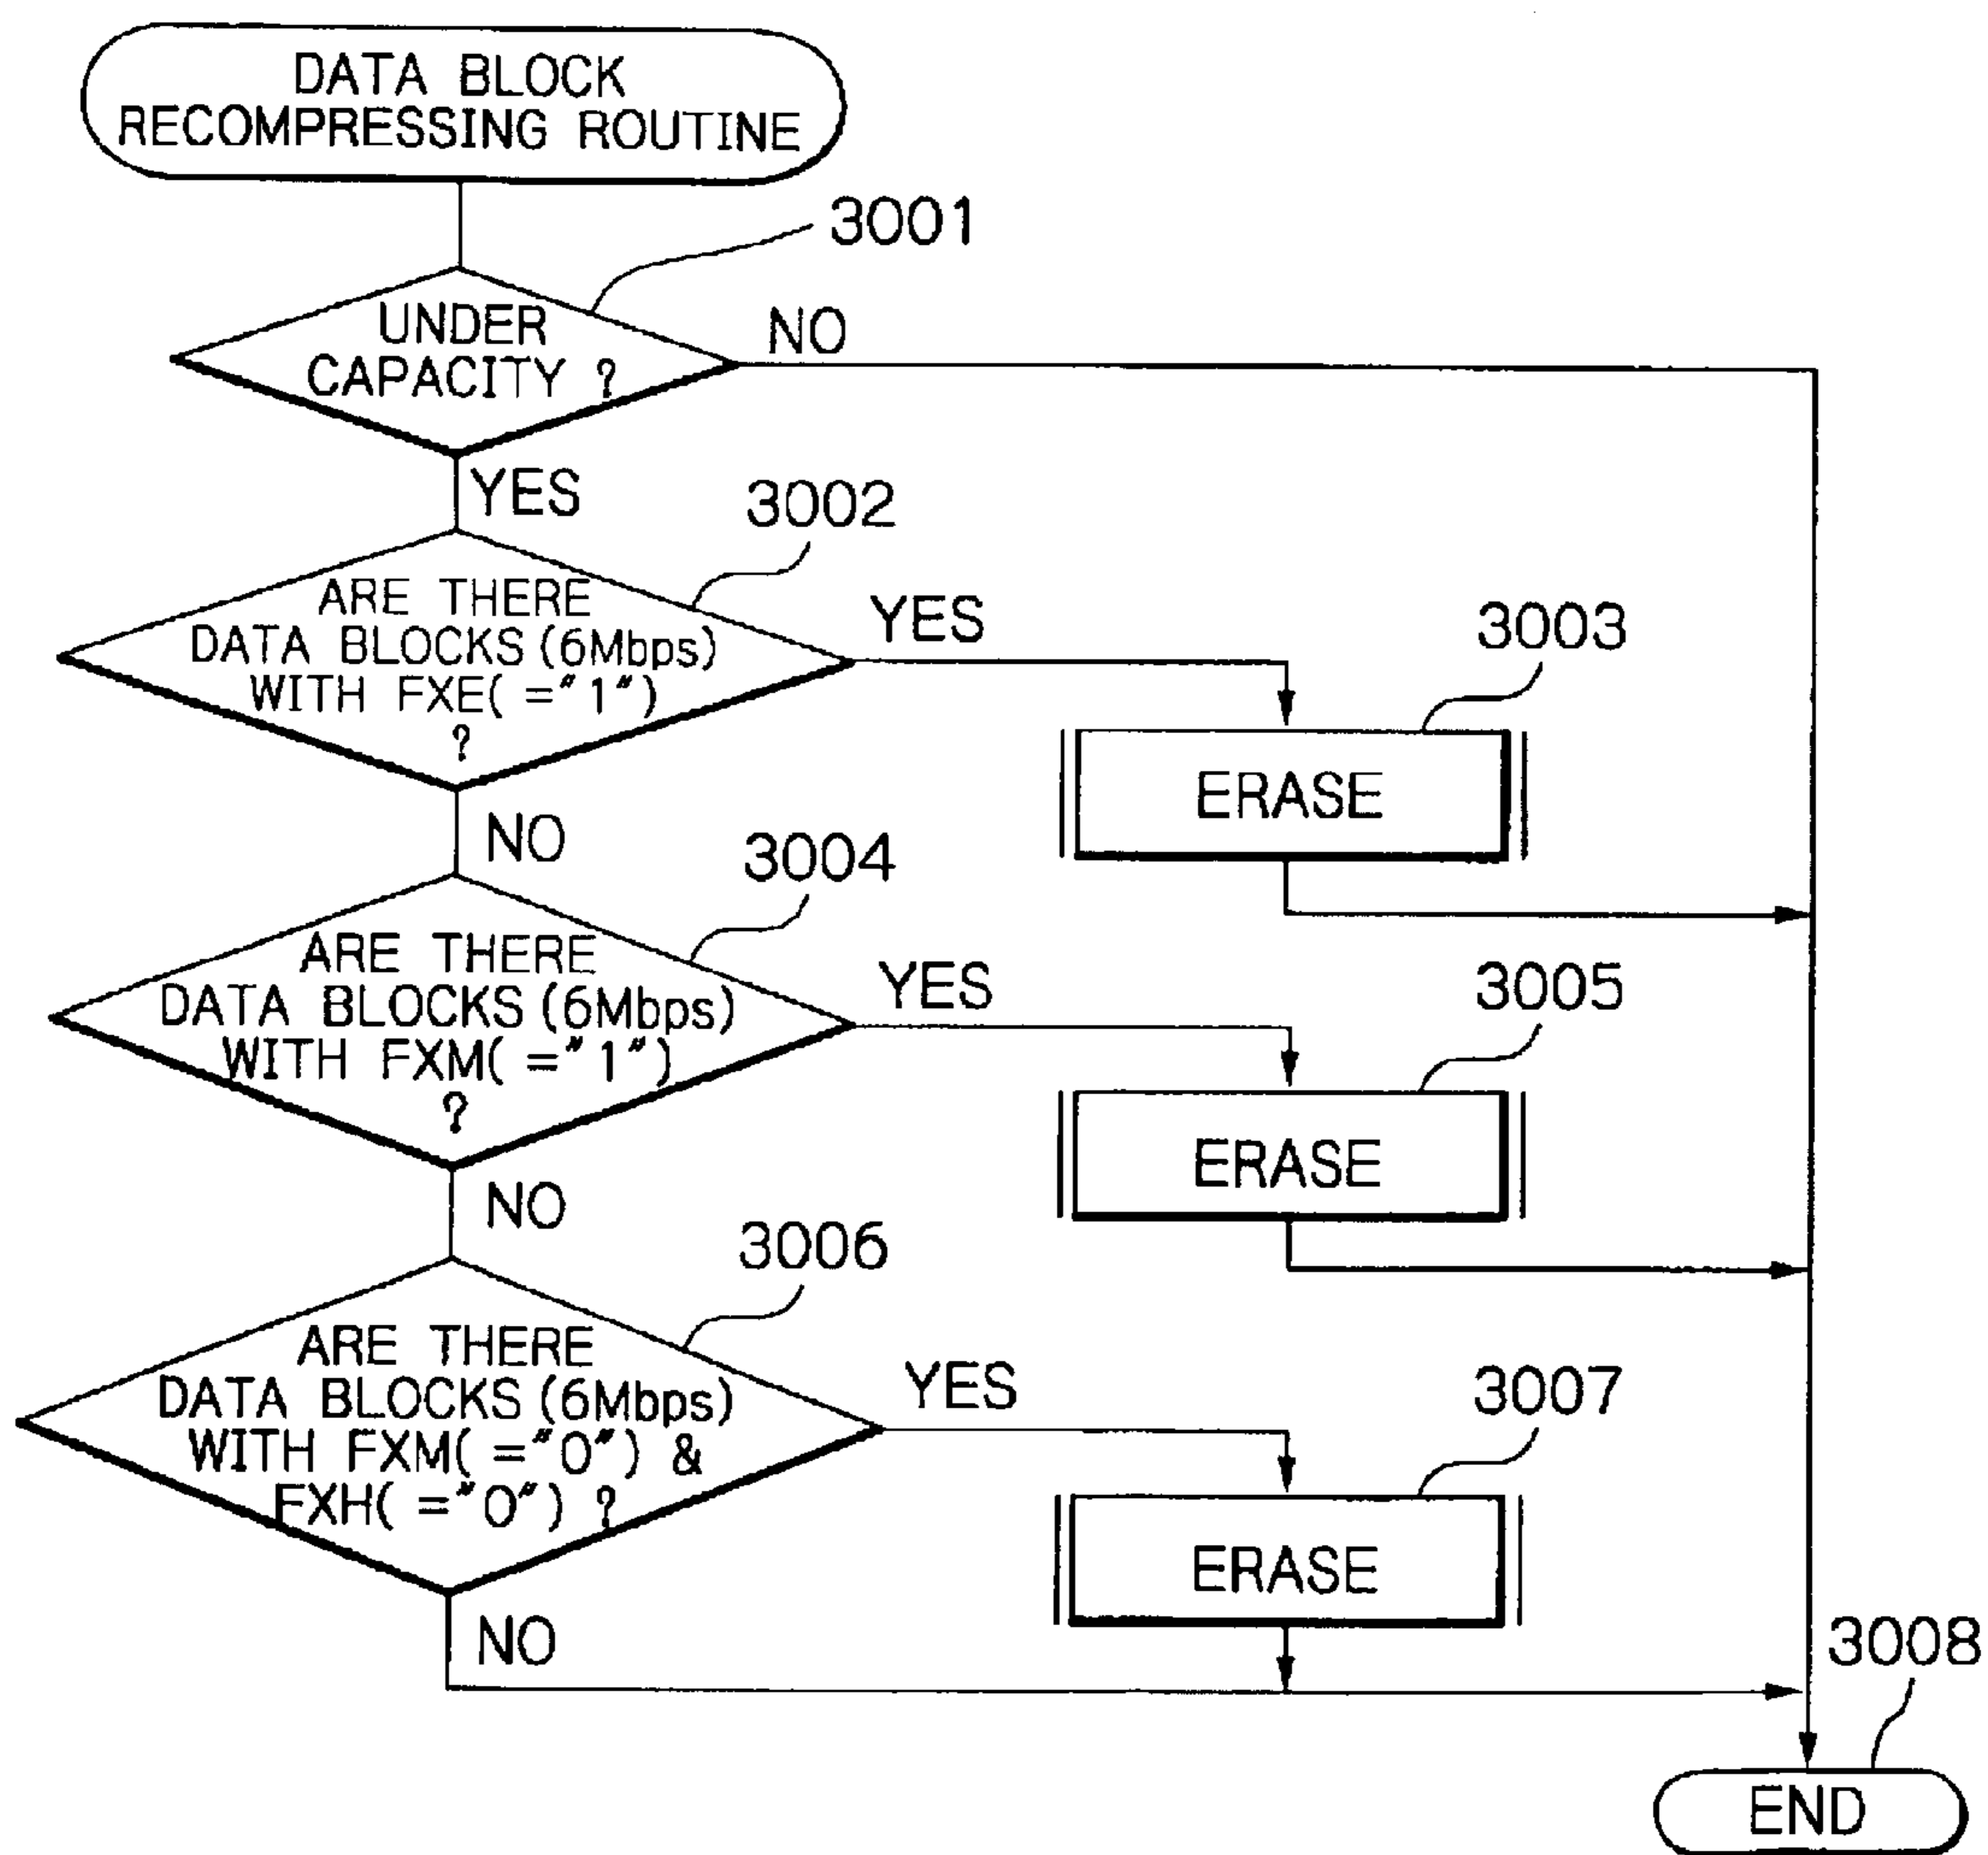 DATA BLOCK
RECOMPRESSING ROUTINE
3001
UNDER
CAPACITY ?
NO
YES
3002
ARE THERE
DATA BLOCKS (6Mbps)
WITH FXE( ="1")
?
YES
3003
ERASE
NO
3004
ARE THERE
DATA BLOCKS (6Mbps)
WITH FXM( ="1")
?
YES
3005
ERASE
NO
3006
ARE THERE
DATA BLOCKS (6Mbps)
WITH FXM( ="0") &
FXH( ="0") ?
YES
3007
ERASE
NO
3008
END